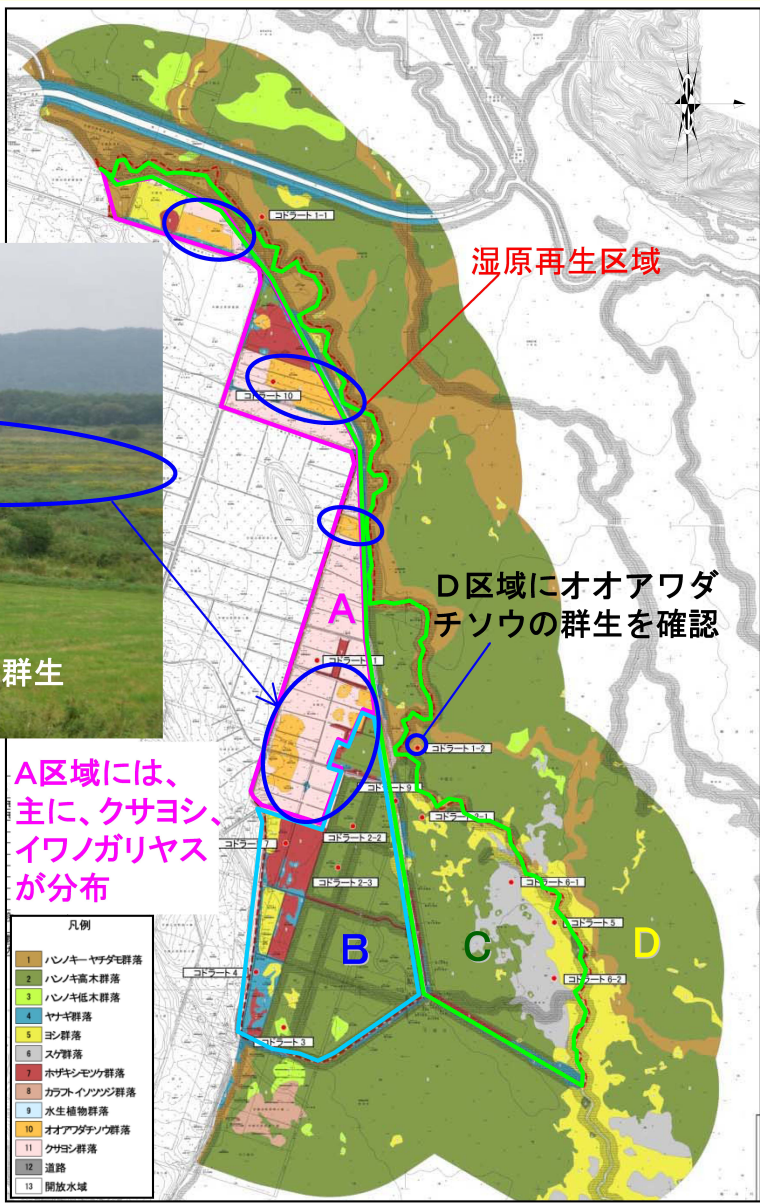 コドラート 1-1
湿原再生区域
コドラート 10
D区域にオオアワダ
チソウの群生を確認
A
群生
コドラート 1-2
A区域には、
主に、クサヨシ、
イワノガリヤス
が分布
コドラート 9
コドラート 2-2
コドラート 2-3
コドラート 6-1
コドラート 5
B
C
D
コドラート 4
コドラート 6-2
コドラート 3
凡例
1 ハンノキーヤチダモ群落
2 ハンノキ高木群落
3 ハンノキ低木群落
4 ヤナギ群落
5 ヨシ群落
6 スゲ群落
7 ホザキシモツケ群落
8 カラフトイソツツジ群落
9 水生植物群落
10 オオアワダチソウ群落
11 クサヨシ群落
12 道路
13 開放水域